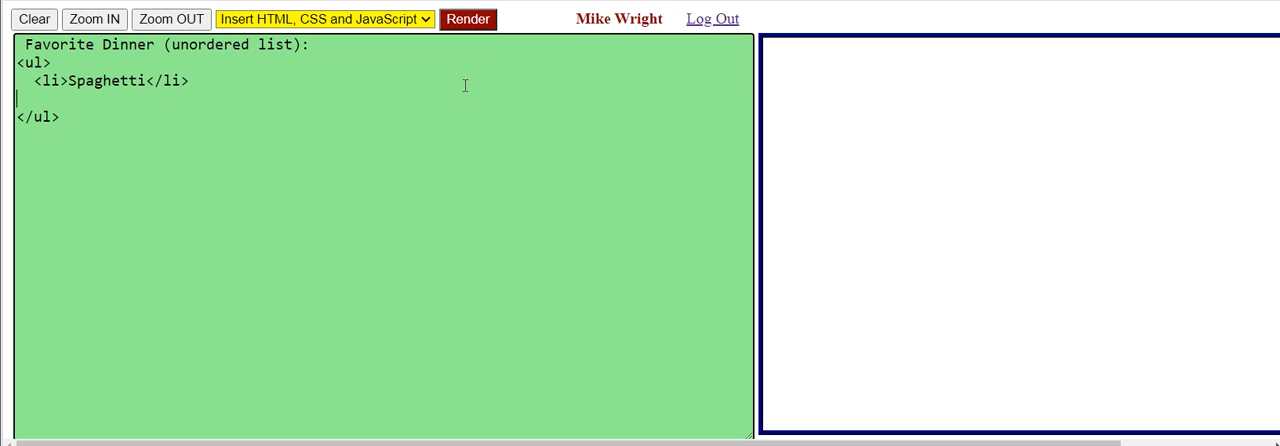 Clear Zoom IN Zoom OUT Insert HTML, CSS and JavaScript Render Mike Wright Log Out
Favorite Dinner (unordered list):
<ul>
  <li>Spaghetti</li>
</ul>